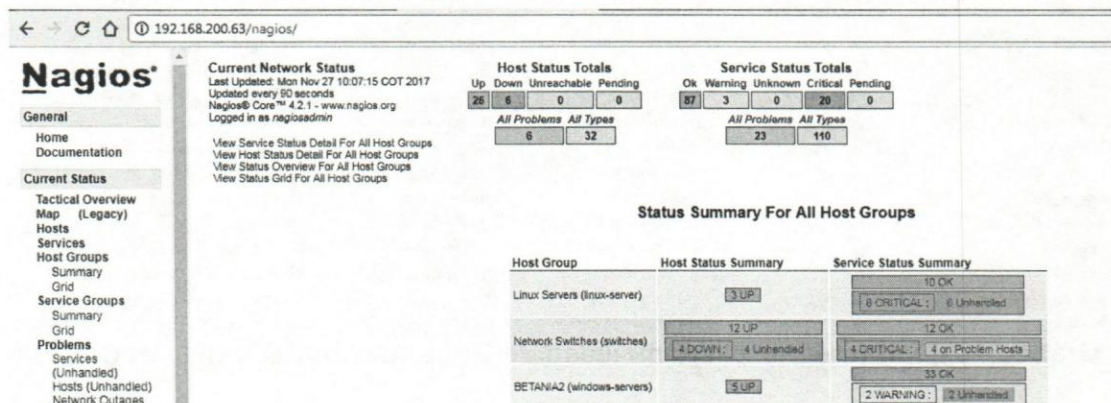 192.168.200.63/nagios/
Nagios®
General
Home
Documentation
Current Status
Tactical Overview
Map (Legacy)
Hosts
Services
Host Groups
Summary
Grid
Service Groups
Summary
Grid
Problems
Services
(Unhandled)
Hosts (Unhandled)
Network Outages
Current Network Status
Last Updated: Mon Nov 27 10:07:15 COT 2017
Updated every 90 seconds
Nagios® Core™ 4.2.1 - www.nagios.org
Logged in as nagiosadmin
View Service Status Detail For All Host Groups
View Host Status Detail For All Host Groups
View Status Overview For All Host Groups
View Status Grid For All Host Groups
Host Status Totals
Up Down Unreachable Pending
26 6 0 0
All Problems All Types
6 32
Service Status Totals
Ok Warning Unknown Critical Pending
87 3 0 20 0
All Problems All Types
23 110
Status Summary For All Host Groups
Host Group Host Status Summary Service Status Summary
Linux Servers (linux-server) 3 UP 10 OK
6 CRITICAL : 6 Unhandled
Network Switches (switches) 12 UP 12 OK
4 DOWN : 4 Unhandled 4 CRITICAL : 4 on Problem Hosts
BETANIA2 (windows-servers) 5 UP 33 OK
2 WARNING : 2 Unhandled